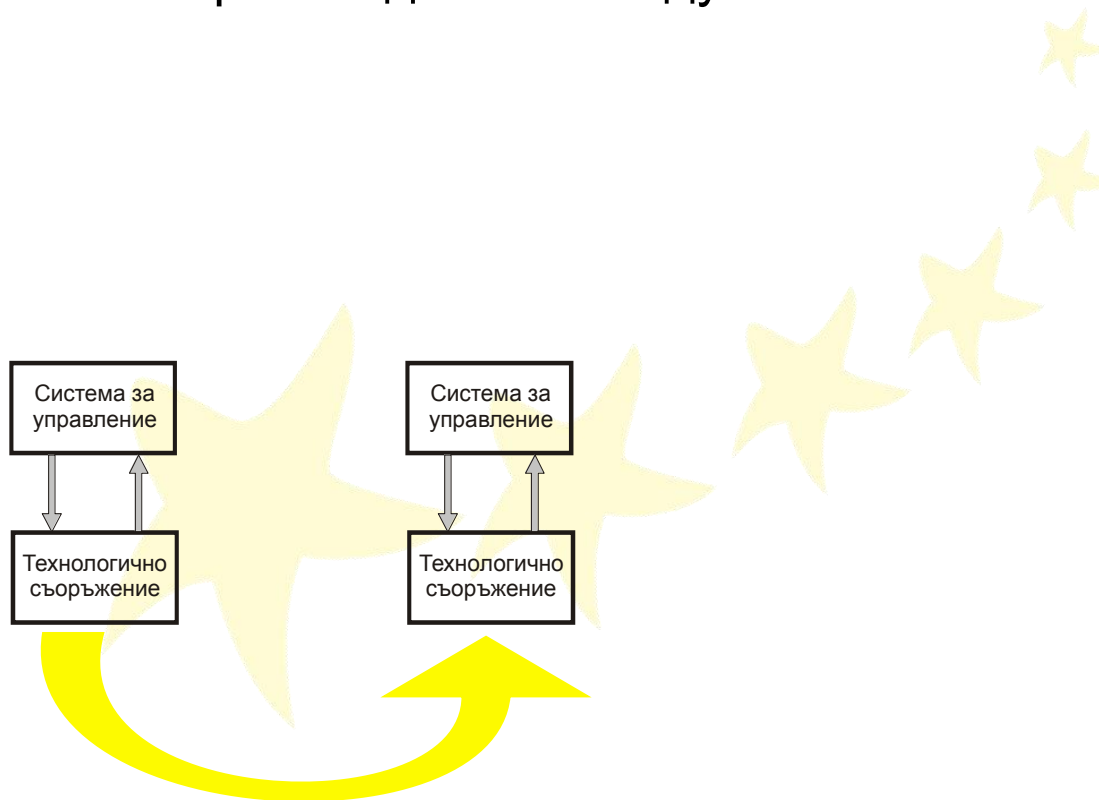 Система за
управление
Система за
управление
Технологично
съоръжение
Технологично
съоръжение